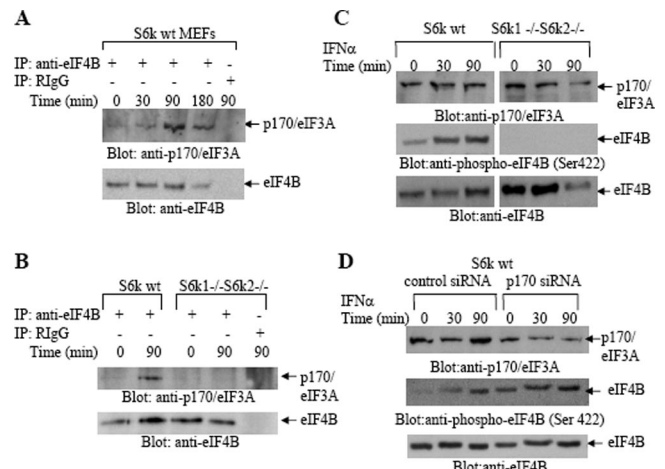 A
S6k wt MEFs
IP: anti-eIF4B + + + + -
IP: RIgG - - - - +
Time (min) 0 30 90 180 90
p170/eIF3A
Blot: anti-p170/eIF3A
eIF4B
Blot: anti-eIF4B
B
S6k wt S6k1-/-S6k2-/-
IP: anti-eIF4B + + + + -
IP: RIgG - - - - +
Time (min) 0 90 0 90 90
p170/
eIF3A
Blot: anti-p170/eIF3A
eIF4B
Blot: anti-eIF4B
C
S6k wt S6k1 -/-S6k2-/-
IFNα
Time (min) 0 30 90 0 30 90
p170/
eIF3A
Blot:anti-p170/eIF3A
eIF4B
Blot:anti-phospho-eIF4B (Ser422)
eIF4B
Blot:anti-eIF4B
D
S6k wt
control siRNA p170 siRNA
IFNα
Time (min) 0 30 90 0 30 90
p170/
eIF3A
Blot:anti-p170/eIF3A
eIF4B
Blot:anti-phospho-eIF4B (Ser 422)
eIF4B
Blot:anti-eIF4B